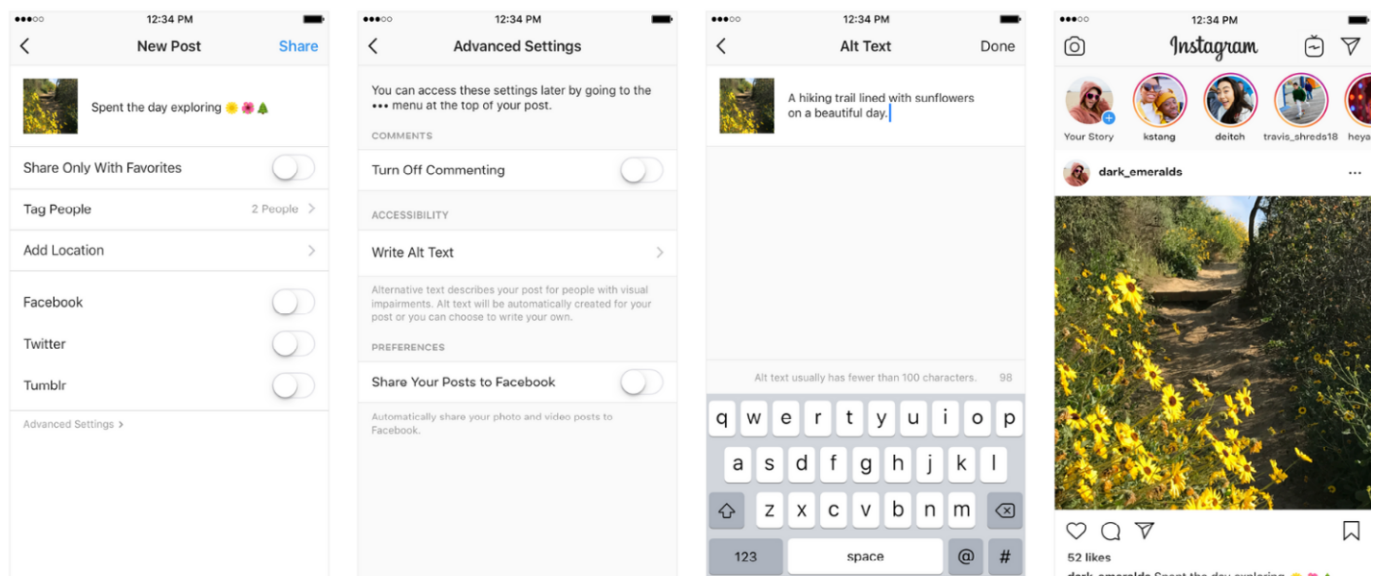 12:34 PM
New Post
Share
Spent the day exploring
Share Only With Favorites
Tag People
2 People
Add Location
Facebook
Twitter
Tumblr
Advanced Settings >
12:34 PM
Advanced Settings
You can access these settings later by going to the
••• menu at the top of your post.
COMMENTS
Turn Off Commenting
ACCESSIBILITY
Write Alt Text
Alternative text describes your post for people with visual
impairments. Alt text will be automatically created for your
post or you can choose to write your own.
PREFERENCES
Share Your Posts to Facebook
Automatically share your photo and video posts to
Facebook.
12:34 PM
Alt Text
Done
A hiking trail lined with sunflowers
on a beautiful day.
Alt text usually has fewer than 100 characters. 98
q w e r t y u i o p
a s d f g h j k l
z x c v b n m
123 space @ #
12:34 PM
Instagram
Your Story kstang deitch travis_shreds18 heya
dark_emeralds
52 likes
dark_emeralds Spent the day exploring